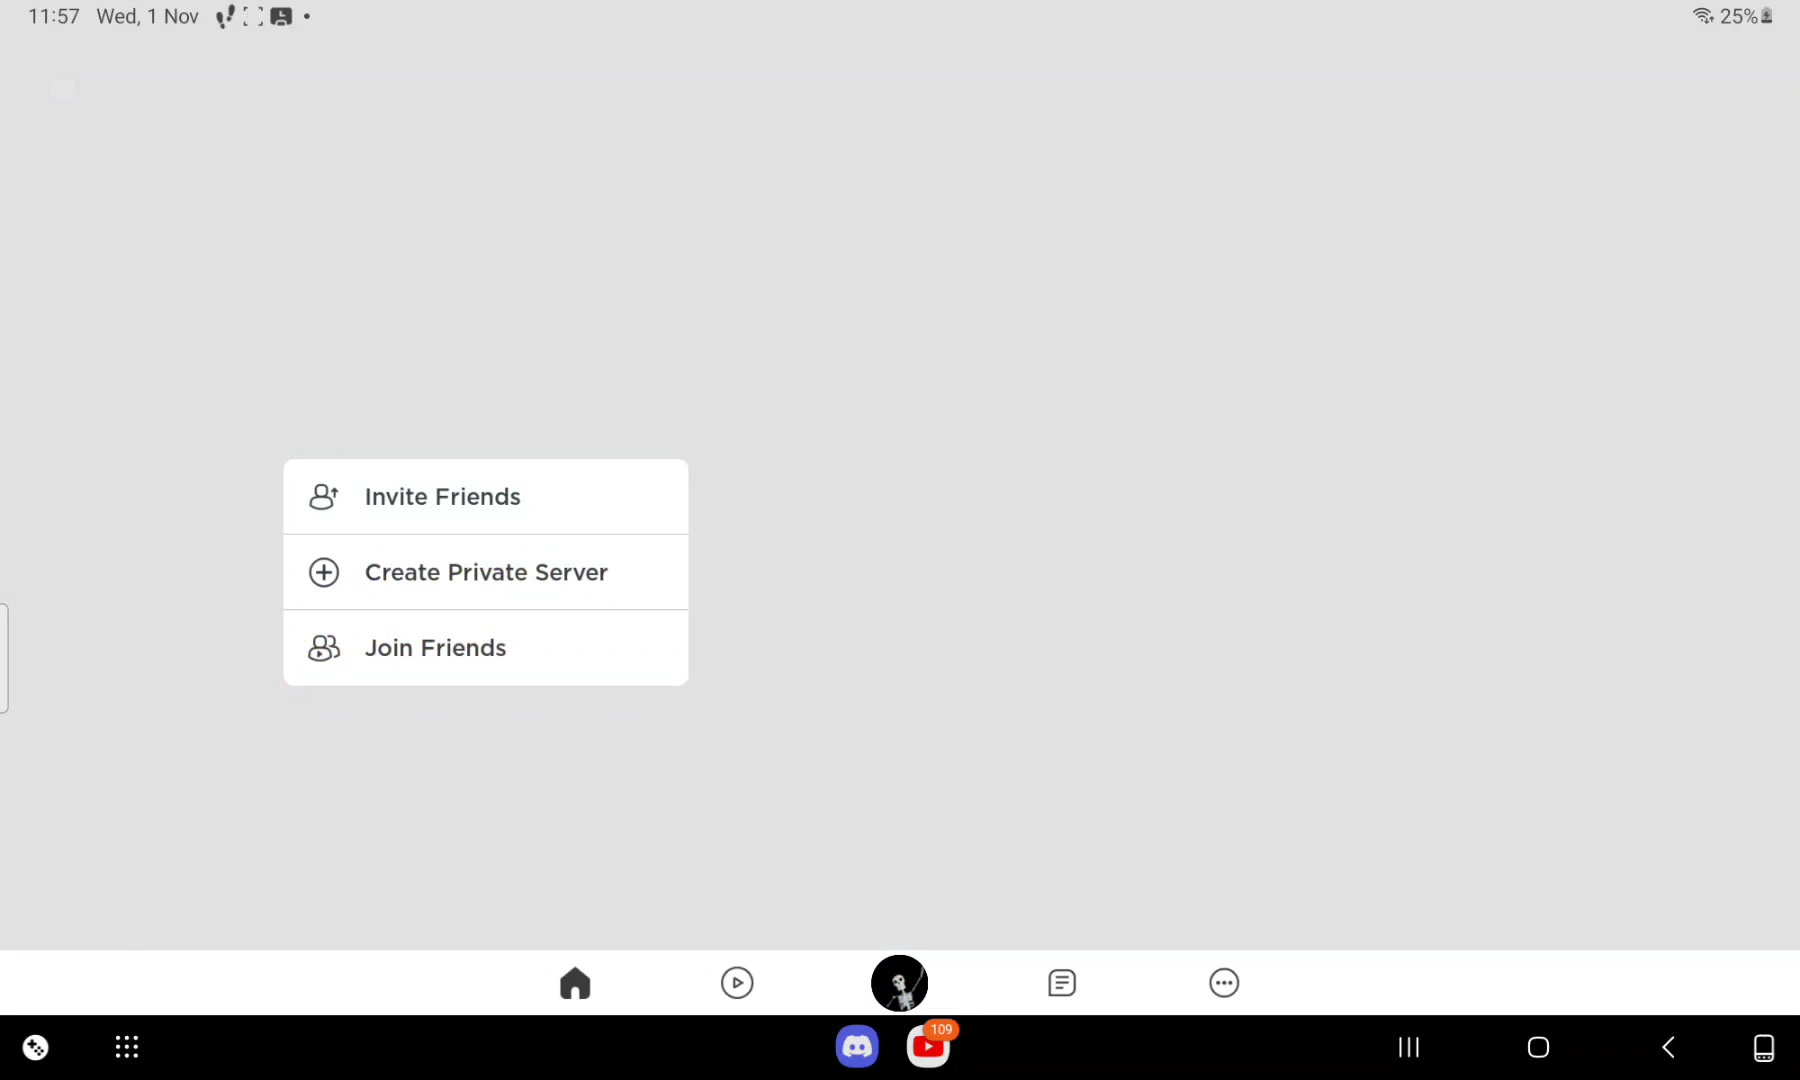 11:57 Wed, 1 Nov
25%
Invite Friends
Create Private Server
Join Friends
109